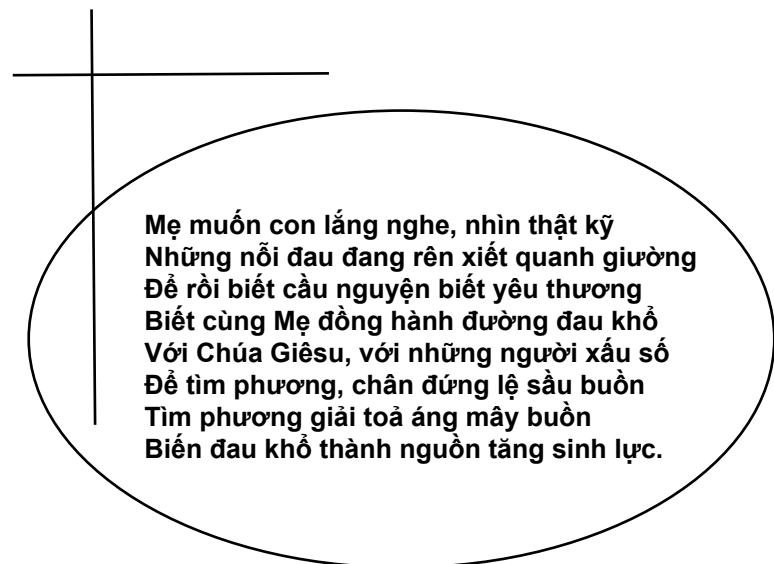 Mẹ muốn con lắng nghe, nhìn thật kỹ
Những nỗi đau đang rên xiết quanh giường
Để rồi biết cầu nguyện biết yêu thương
Biết cùng Mẹ đồng hành đường đau khổ
Với Chúa Giêsu, với những người xấu số
Để tìm phương, chân đứng lệ sầu buồn
Tìm phương giải toả áng mây buồn
Biến đau khổ thành nguồn tăng sinh lực.